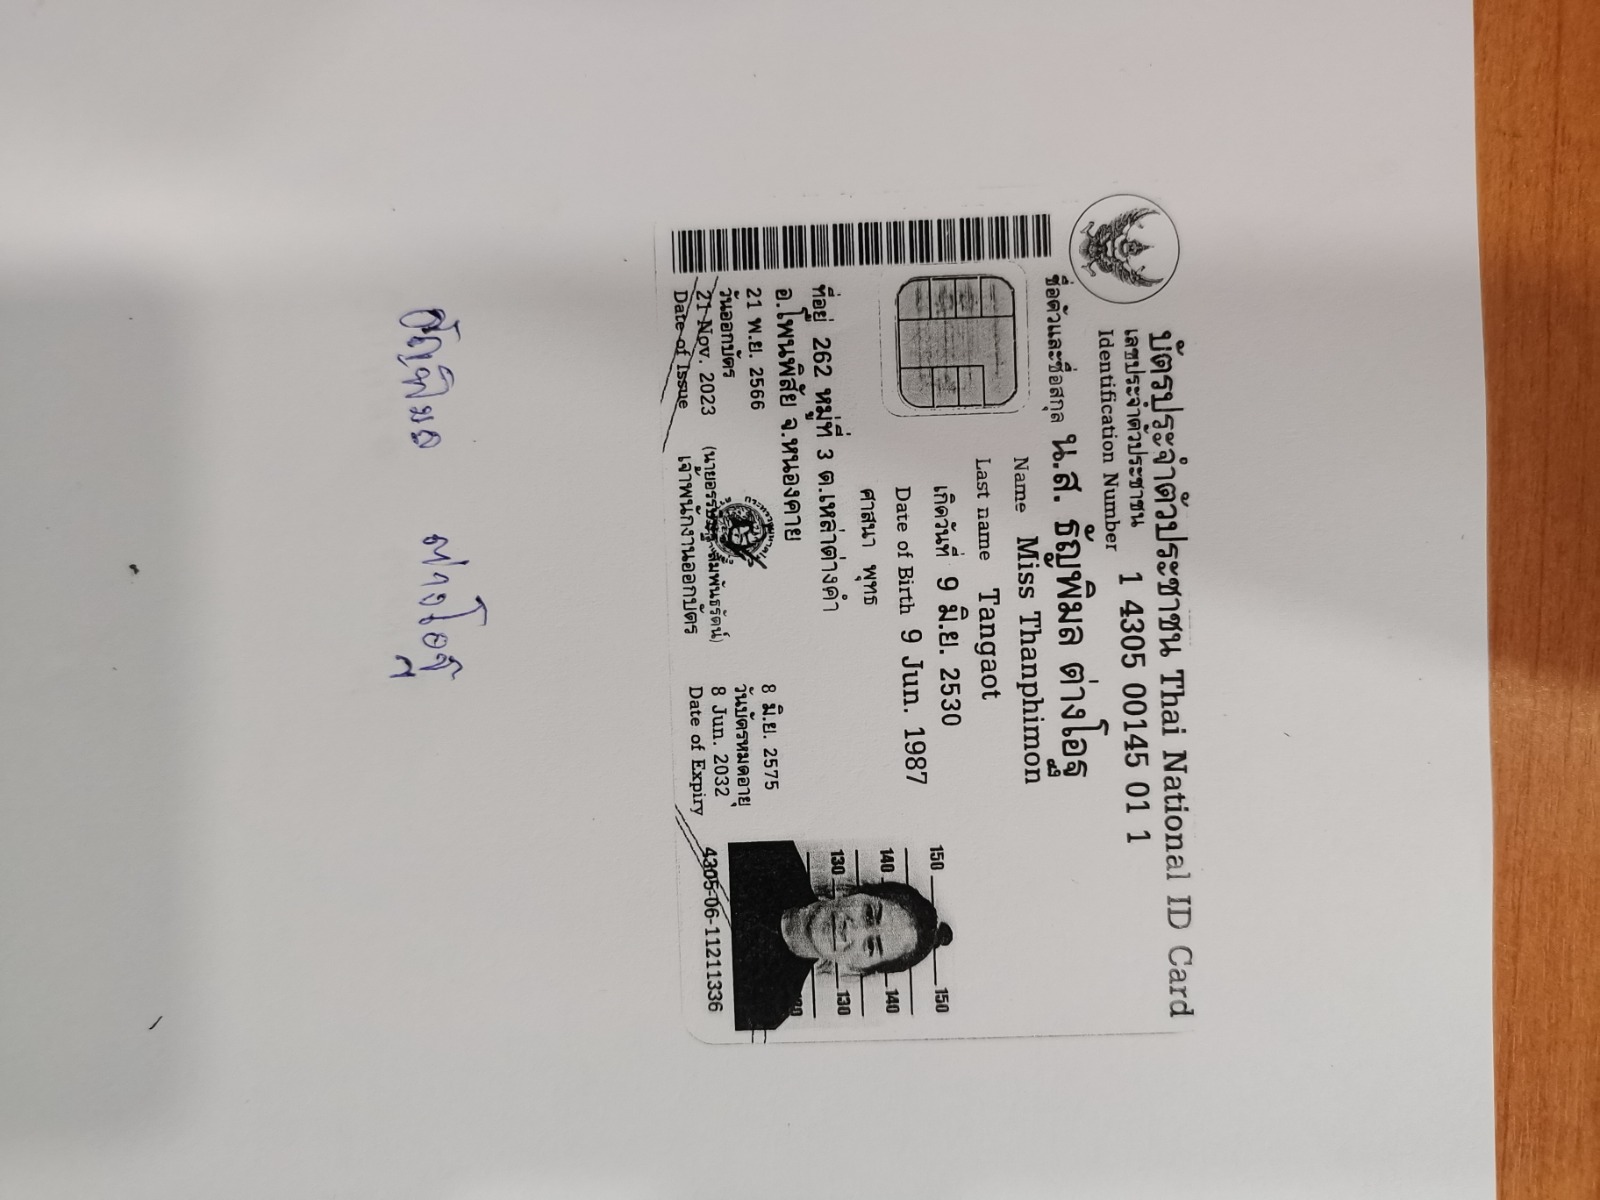 บัตรประจำตัวประชาชน Thai National ID Card
เลขประจำตัวประชาชน 1 4305 00145 01 1
Identification Number
ชื่อตัวและชื่อสกุล น.ส. ธัญพิมล ต่างโอฐ
Name Miss Thanphimon
Last name Tangaot
เกิดวันที่ 9 มิ.ย. 2530
Date of Birth 9 Jun. 1987
ศาสนา พุทธ
ที่อยู่ 262 หมู่ที่ 3 ต.เหล่าต่างคำ
อ.โพนพิสัย จ.หนองคาย
21 พ.ย. 2566
วันออกบัตร
21 Nov. 2023
Date of Issue
เจ้าพนักงานออกบัตร
8 มิ.ย. 2575
วันบัตรหมดอายุ
8 Jun. 2032
Date of Expiry
150 150
140 140
130 130
4305-06-11211336
ธัญพิมล ต่างโอฐ